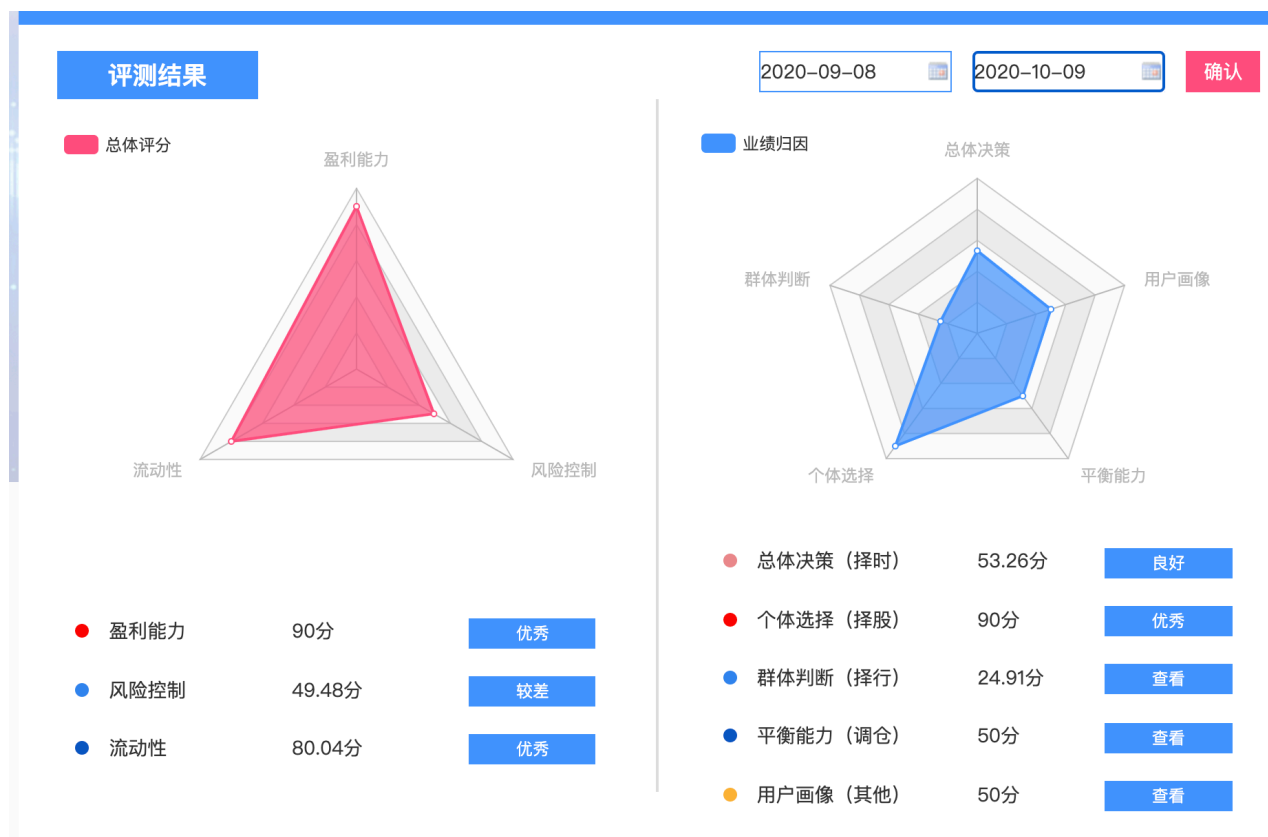 评测结果
2020-09-08
2020-10-09
确认
总体评分
盈利能力
流动性
风险控制
盈利能力 90分 优秀
风险控制 49.48分 较差
流动性 80.04分 优秀
业绩归因
总体决策
群体判断
用户画像
个体选择
平衡能力
总体决策（择时） 53.26分 良好
个体选择（择股） 90分 优秀
群体判断（择行） 24.91分 查看
平衡能力（调仓） 50分 查看
用户画像（其他） 50分 查看